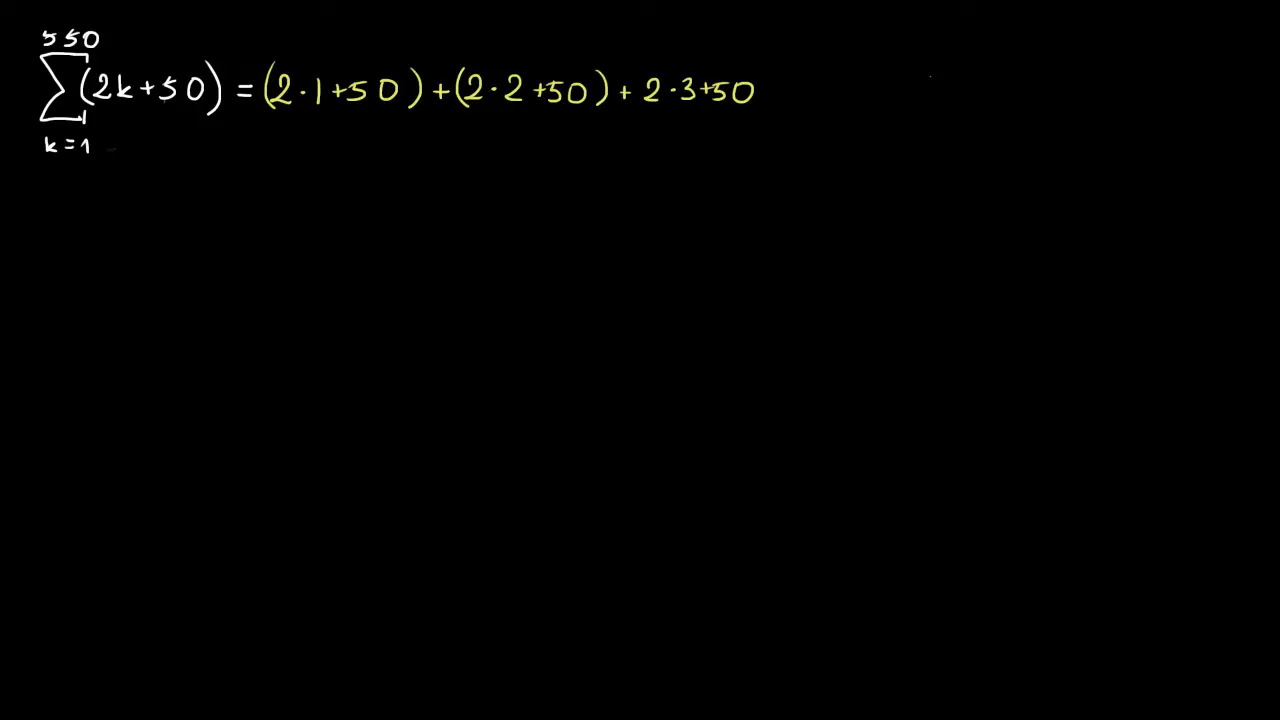 550
∑ (2k+50) = (2·1+50) + (2·2+50) + 2·3+50
k=1